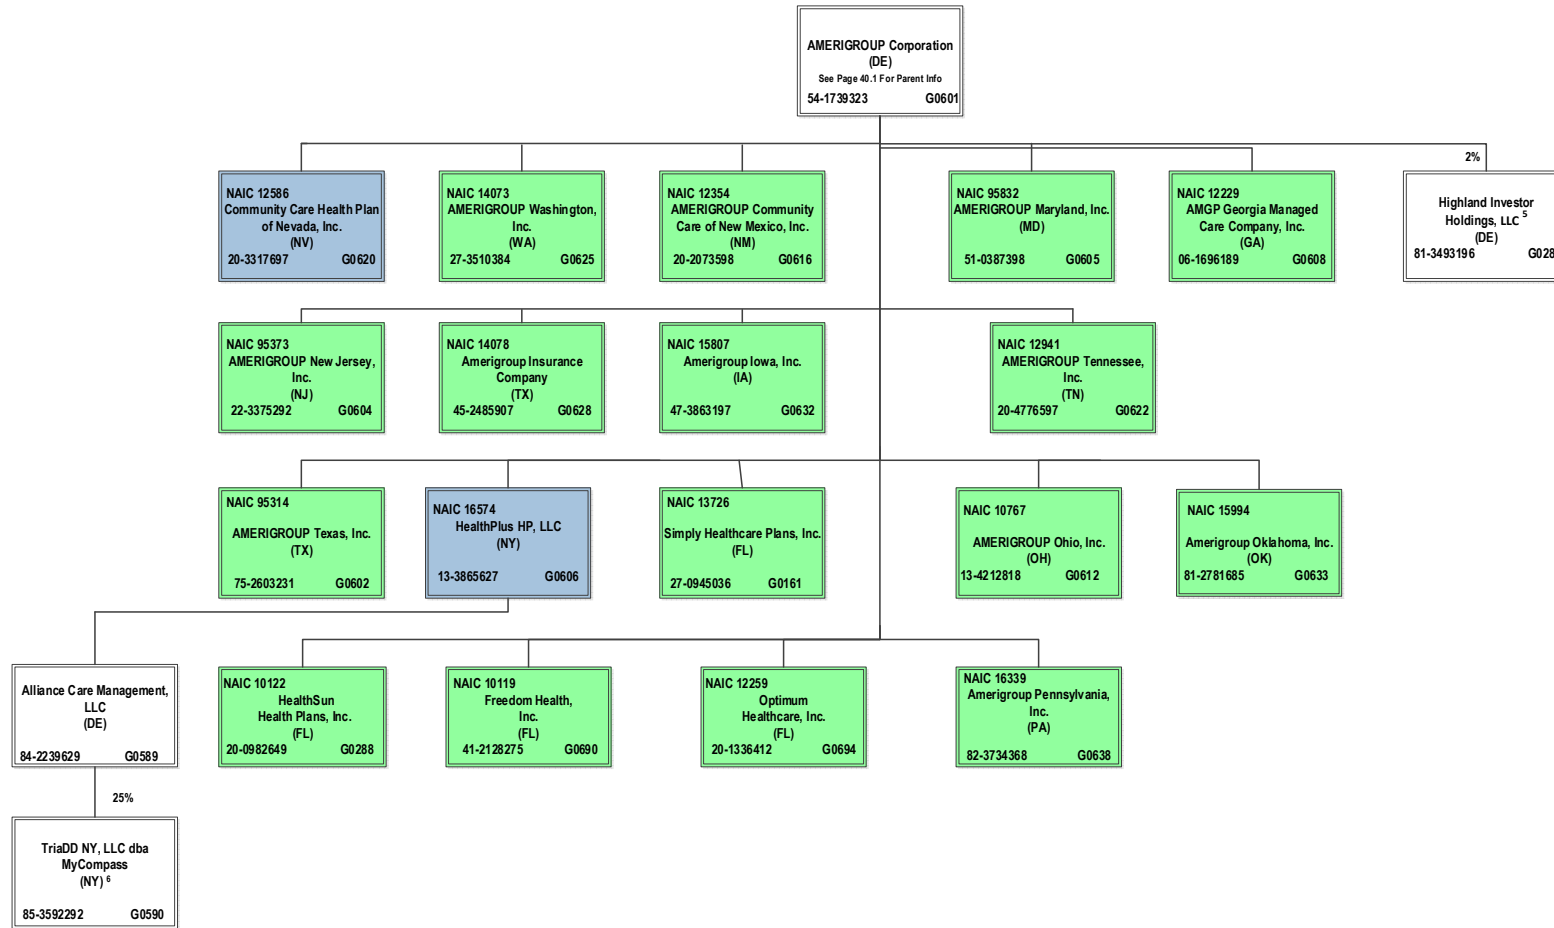 AMERIGROUP Corporation
(DE)
See Page 40.1 For Parent Info
54-1739323 G0601
2%
NAIC 12586
Community Care Health Plan
of Nevada, Inc.
(NV)
20-3317697 G0620
NAIC 14073
AMERIGROUP Washington,
Inc.
(WA)
27-3510384 G0625
NAIC 12354
AMERIGROUP Community
Care of New Mexico, Inc.
(NM)
20-2073598 G0616
NAIC 95832
AMERIGROUP Maryland, Inc.
(MD)
51-0387398 G0605
NAIC 12229
AMGP Georgia Managed
Care Company, Inc.
(GA)
06-1696189 G0608
Highland Investor
Holdings, LLC 5
(DE)
81-3493196 G028
NAIC 95373
AMERIGROUP New Jersey,
Inc.
(NJ)
22-3375292 G0604
NAIC 14078
Amerigroup Insurance
Company
(TX)
45-2485907 G0628
NAIC 15807
Amerigroup Iowa, Inc.
(IA)
47-3863197 G0632
NAIC 12941
AMERIGROUP Tennessee,
Inc.
(TN)
20-4776597 G0622
NAIC 95314
AMERIGROUP Texas, Inc.
(TX)
75-2603231 G0602
NAIC 16574
HealthPlus HP, LLC
(NY)
13-3865627 G0606
NAIC 13726
Simply Healthcare Plans, Inc.
(FL)
27-0945036 G0161
NAIC 10767
AMERIGROUP Ohio, Inc.
(OH)
13-4212818 G0612
NAIC 15994
Amerigroup Oklahoma, Inc.
(OK)
81-2781685 G0633
Alliance Care Management,
LLC
(DE)
84-2239629 G0589
NAIC 10122
HealthSun
Health Plans, Inc.
(FL)
20-0982649 G0288
NAIC 10119
Freedom Health,
Inc.
(FL)
41-2128275 G0690
NAIC 12259
Optimum
Healthcare, Inc.
(FL)
20-1336412 G0694
NAIC 16339
Amerigroup Pennsylvania,
Inc.
(PA)
82-3734368 G0638
25%
TriaDD NY, LLC dba
MyCompass
(NY) 6
85-3592292 G0590